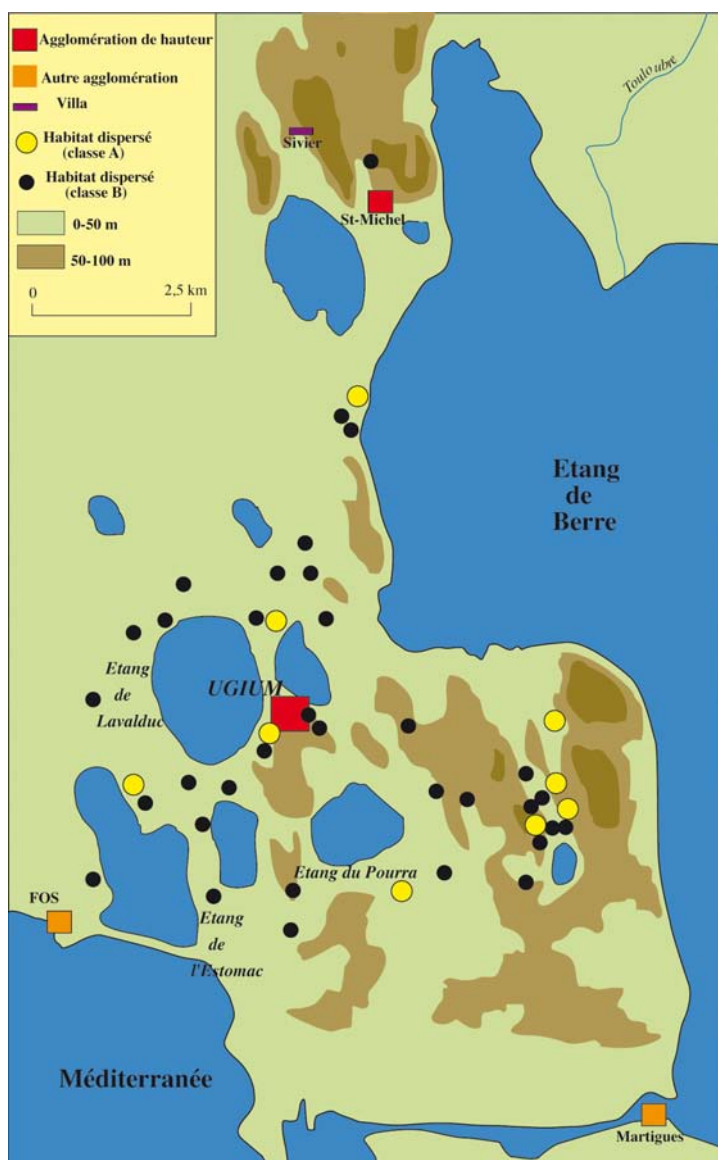 Agglomération de hauteur
Autre agglomération
Villa
Habitat dispersé
(classe A)
Habitat dispersé
(classe B)
0-50 m
50-100 m
0
2,5 km
Touloubre
Sivier
St-Michel
Etang
de
Berre
Etang
de
Lavalduc
UGIUM
Etang du Pourra
FOS
Etang
de
l'Estomac
Méditerranée
Martigues